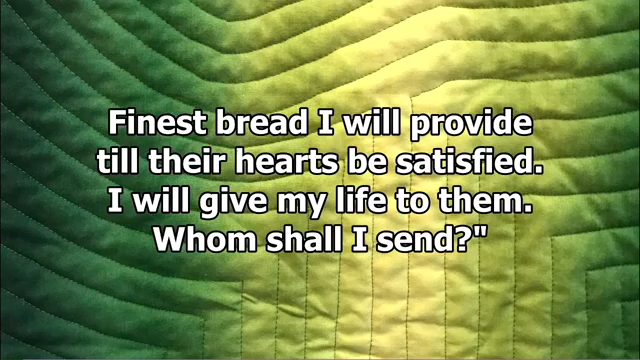 Finest bread I will provide
till their hearts be satisfied.
I will give my life to them.
Whom shall I send?"